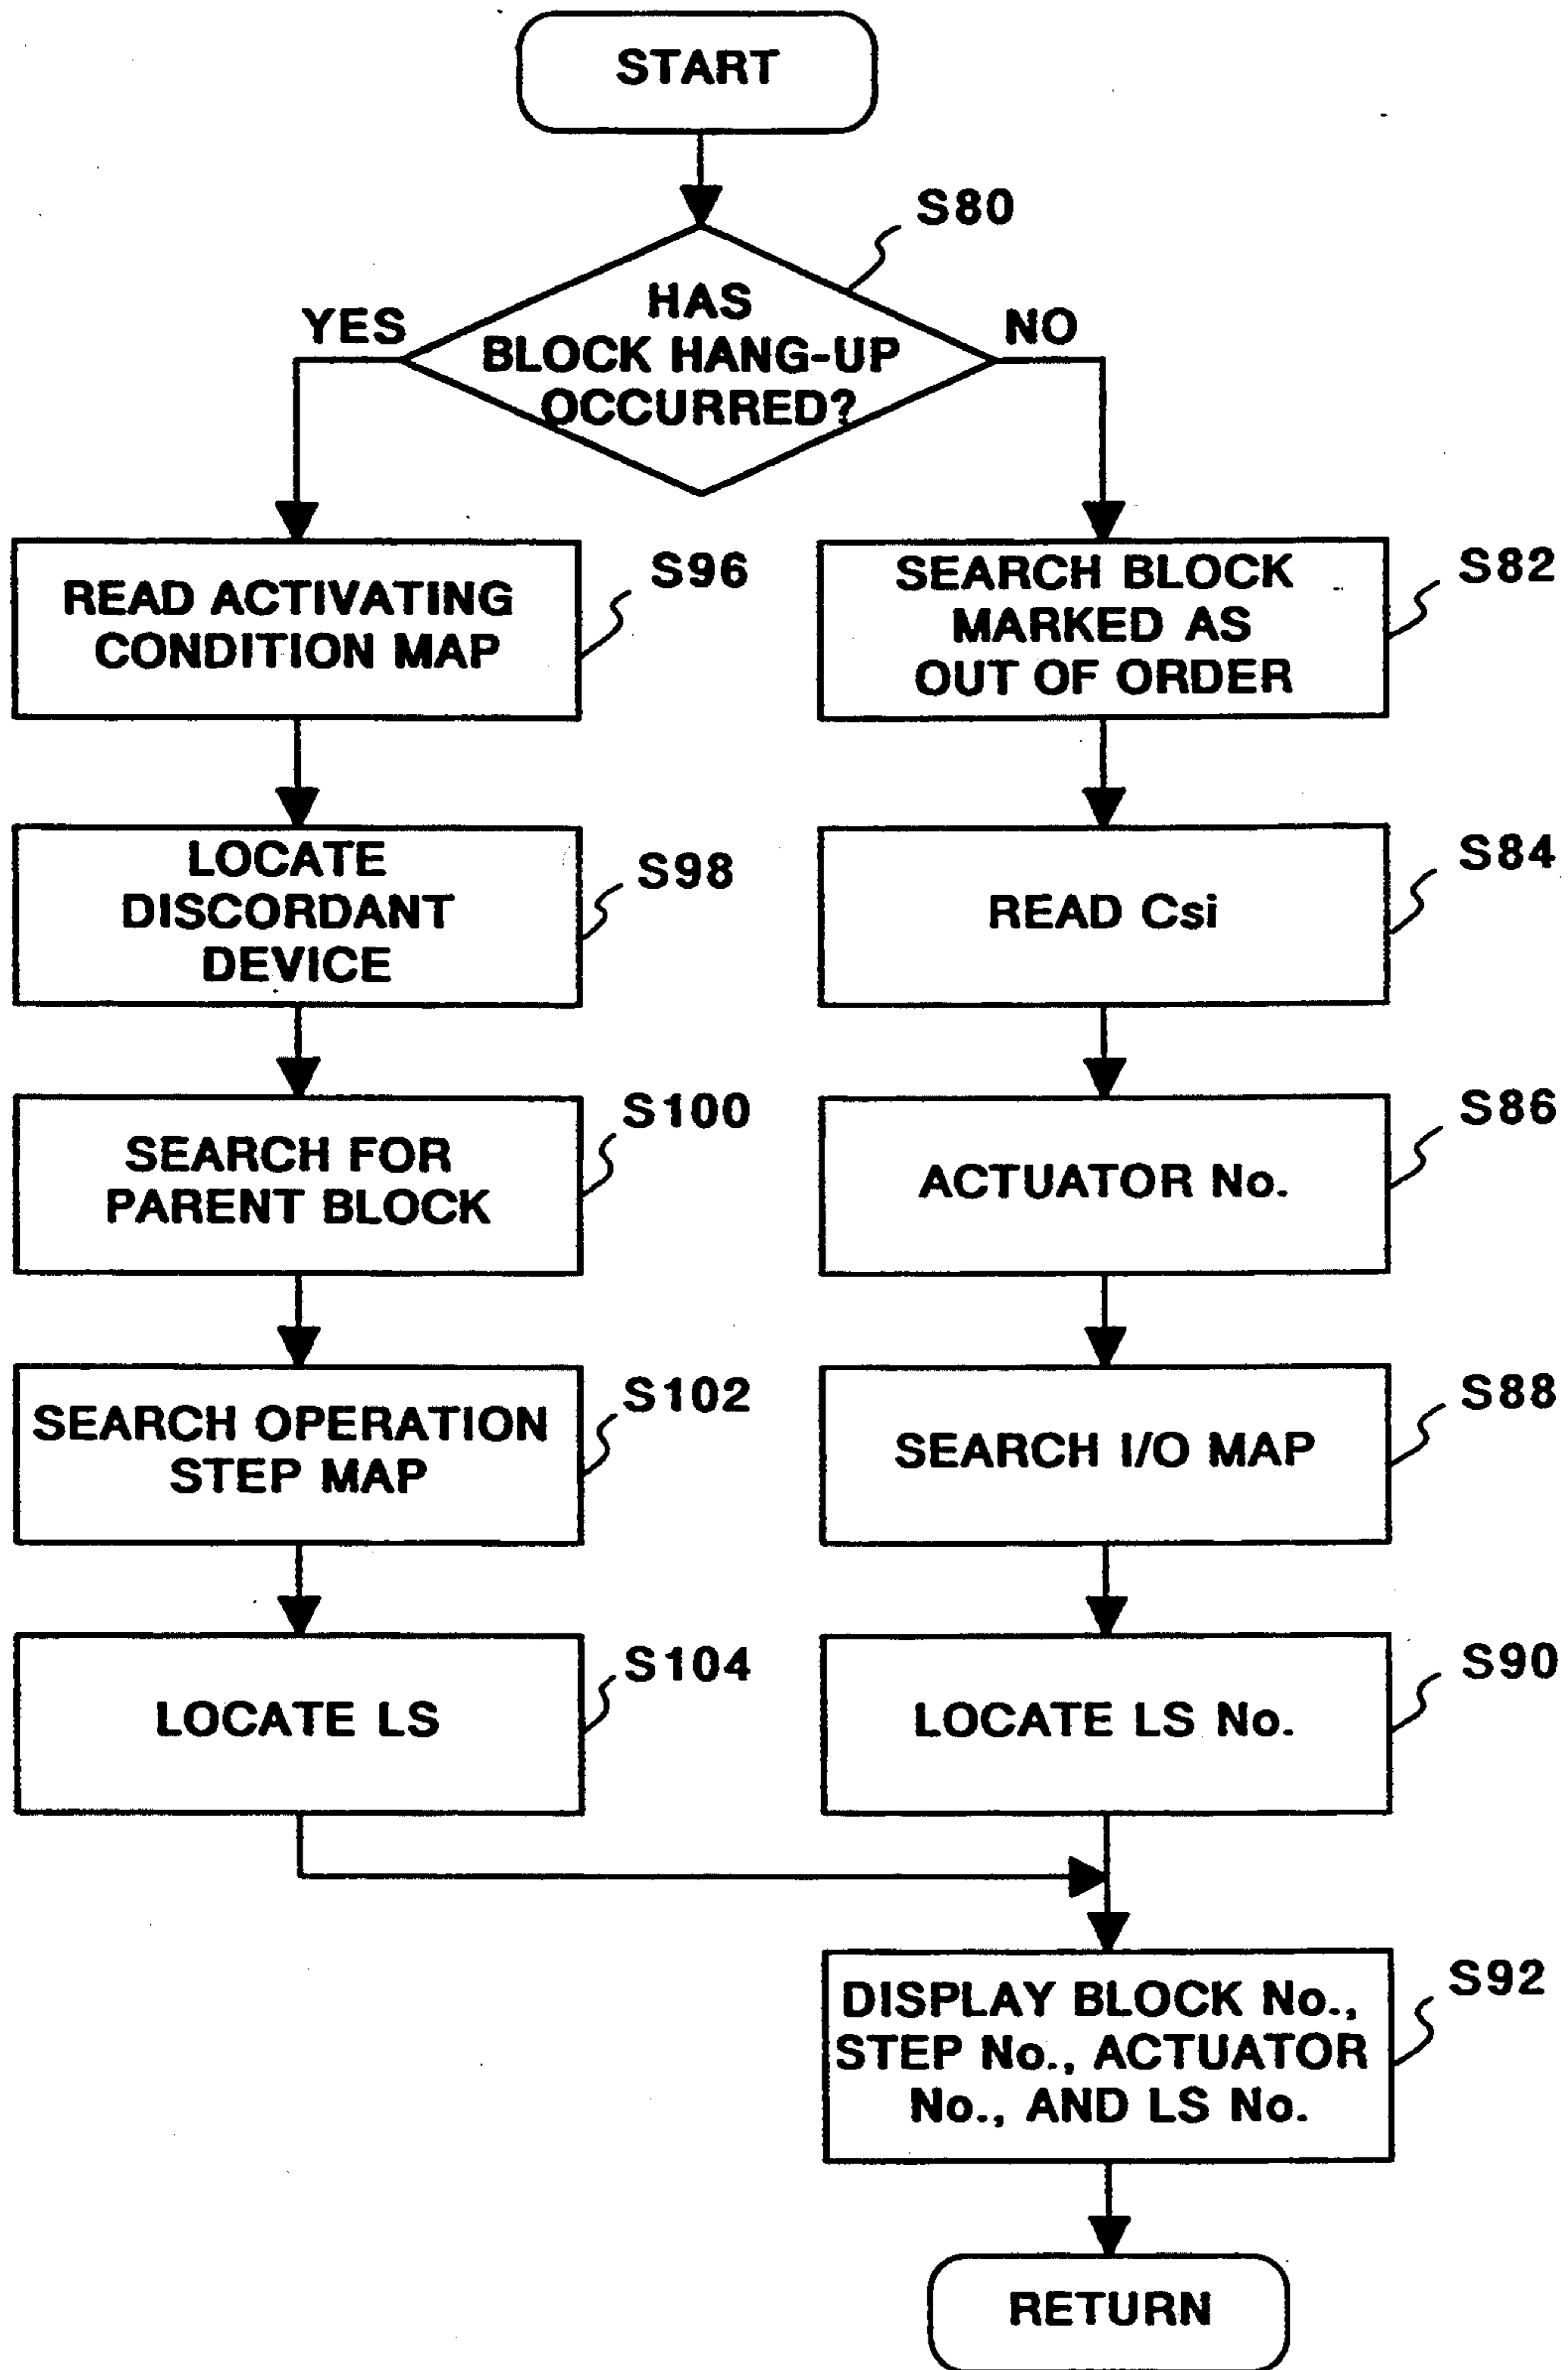 START
S80
HAS
BLOCK HANG-UP
OCCURRED?
YES
NO
READ ACTIVATING
CONDITION MAP
S96
LOCATE
DISCORDANT
DEVICE
S98
SEARCH FOR
PARENT BLOCK
S100
SEARCH OPERATION
STEP MAP
S102
LOCATE LS
S104
SEARCH BLOCK
MARKED AS
OUT OF ORDER
S82
READ Csi
S84
ACTUATOR No.
S86
SEARCH I/O MAP
S88
LOCATE LS No.
S90
DISPLAY BLOCK No.,
STEP No., ACTUATOR
No., AND LS No.
S92
RETURN